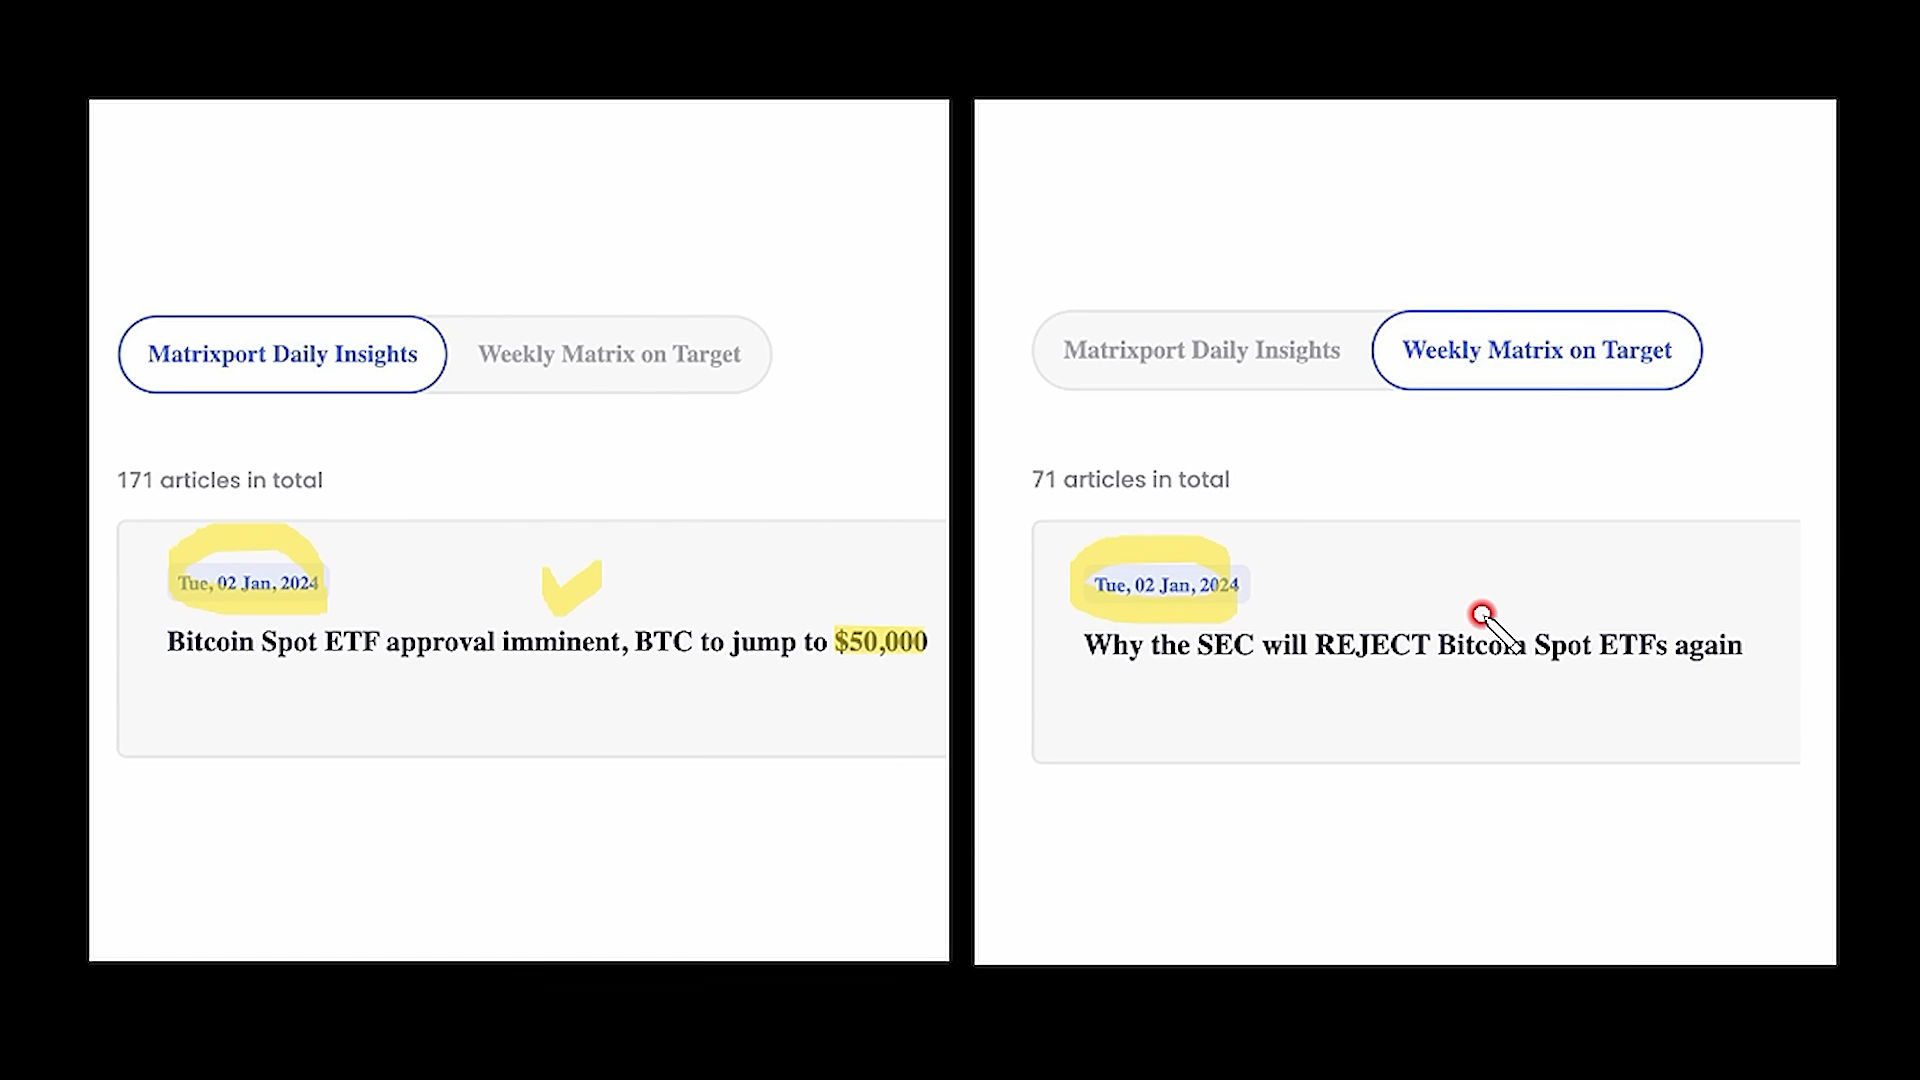 Matrixport Daily Insights
Weekly Matrix on Target
171 articles in total
Tue, 02 Jan, 2024
Bitcoin Spot ETF approval imminent, BTC to jump to $50,000
Matrixport Daily Insights
Weekly Matrix on Target
71 articles in total
Tue, 02 Jan, 2024
Why the SEC will REJECT Bitcoin Spot ETFs again